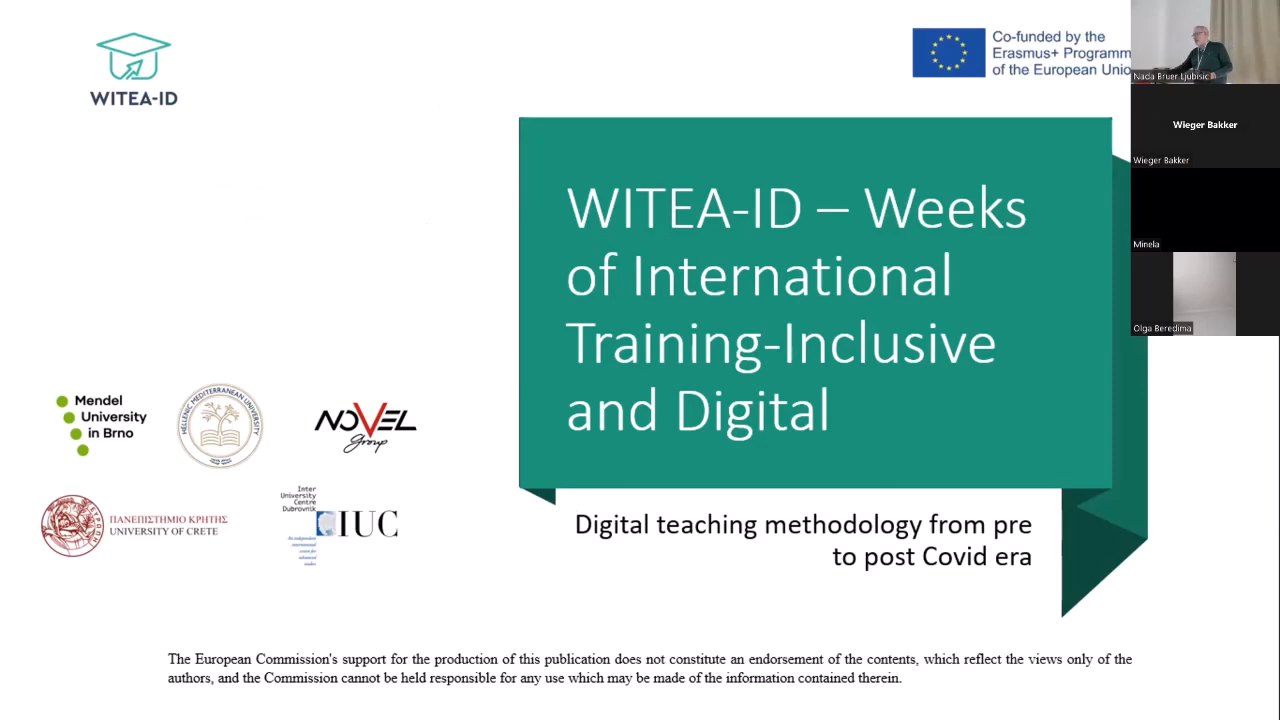 WITEA-ID
Co-funded by the
Erasmus+ Programm
of the European Unio
Nada Bruer Ljubisic
Wieger Bakker
Wieger Bakker
Minela
Olga Beredima
WITEA-ID – Weeks
of International
Training-Inclusive
and Digital
Digital teaching methodology from pre
to post Covid era
Mendel
University
in Brno
HELLENIC MEDITERRANEAN UNIVERSITY
NOVEL
Group
ΠΑΝΕΠΙΣΤΗΜΙΟ ΚΡΗΤΗΣ
UNIVERSITY OF CRETE
Inter
University
Centre
Dubrovnik
IUC
The European Commission's support for the production of this publication does not constitute an endorsement of the contents, which reflect the views only of the
authors, and the Commission cannot be held responsible for any use which may be made of the information contained therein.